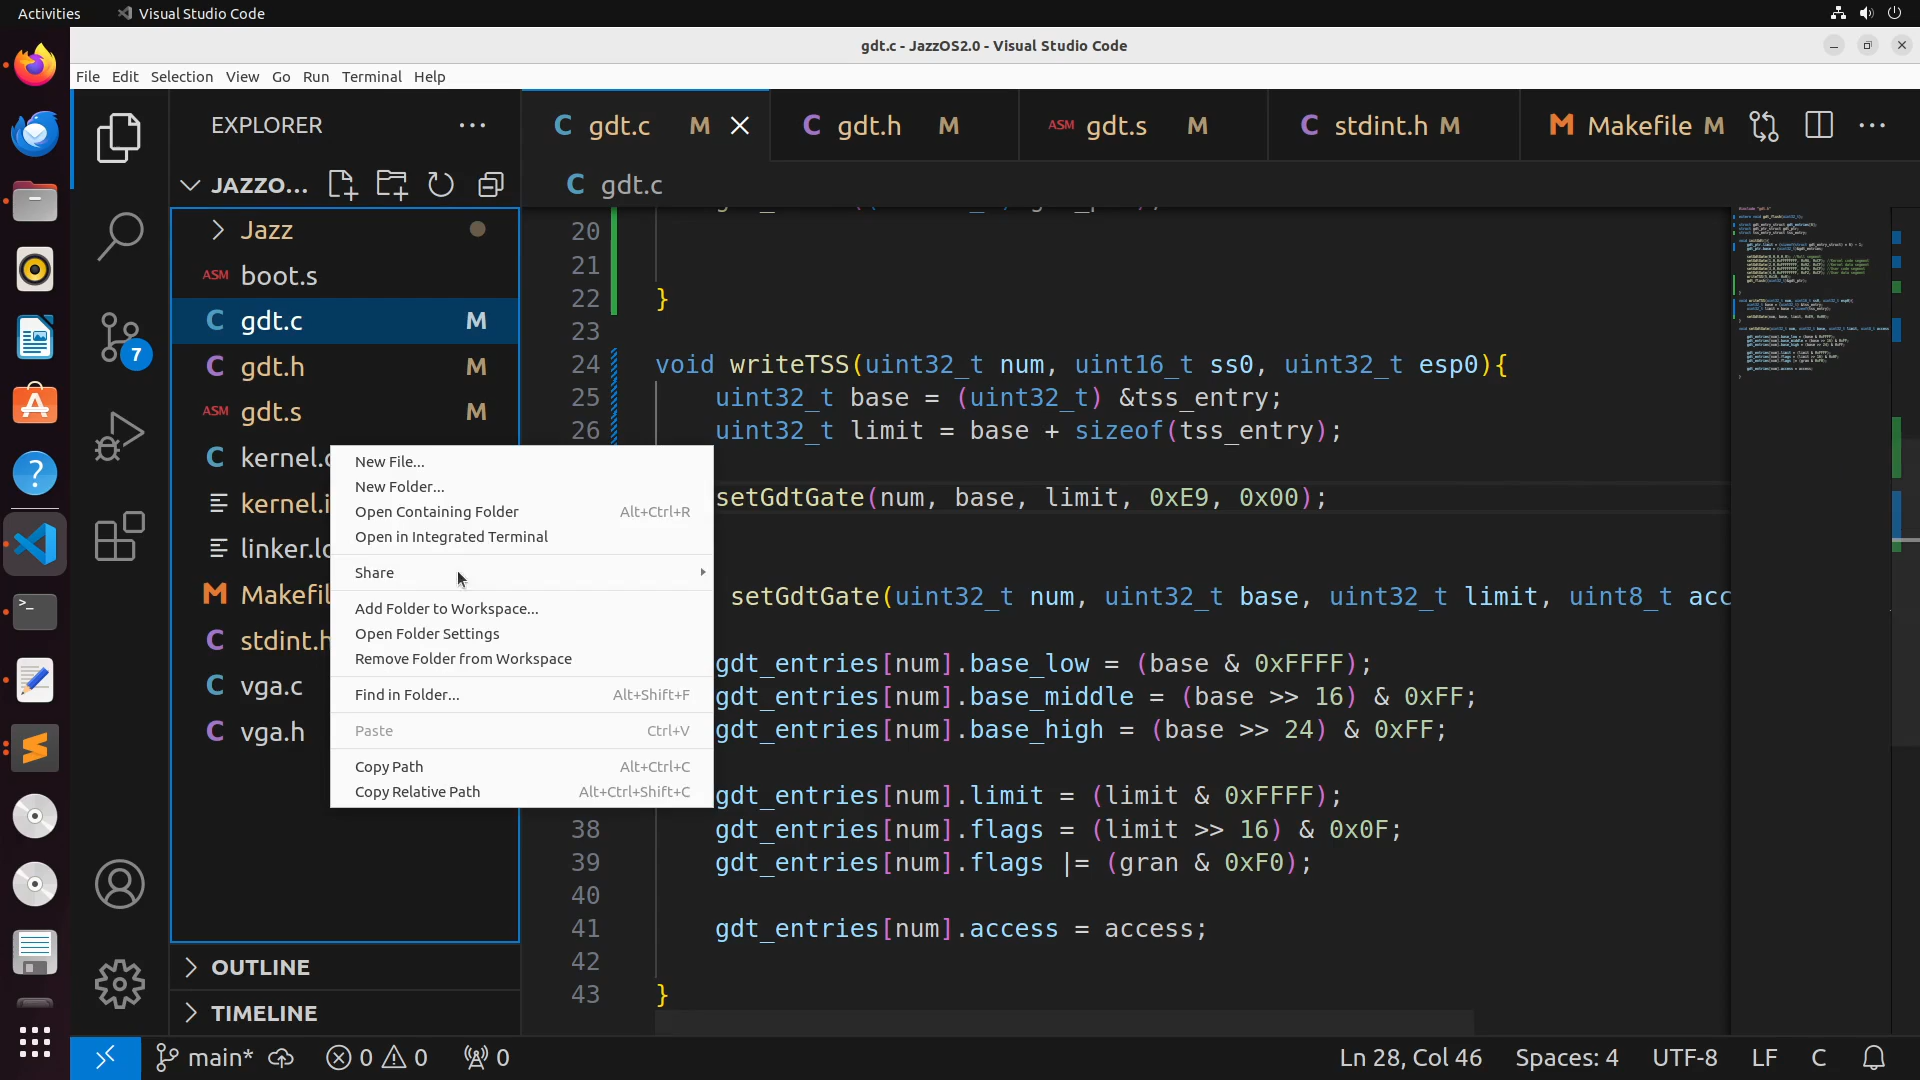 Activities
Visual Studio Code
gdt.c - JazzOS2.0 - Visual Studio Code
File Edit Selection View Go Run Terminal Help
EXPLORER
gdt.c M
gdt.h M
ASM gdt.s M
stdint.h M
Makefile M
JAZZO...
gdt.c
Jazz
ASM boot.s
gdt.c M
gdt.h M
ASM gdt.s M
kernel.
kernel.i
linker.l
Makefil
stdint.h
vga.c
vga.h
7
OUTLINE
TIMELINE
New File...
New Folder...
Open Containing Folder Alt+Ctrl+R
Open in Integrated Terminal
Share
Add Folder to Workspace...
Open Folder Settings
Remove Folder from Workspace
Find in Folder... Alt+Shift+F
Paste Ctrl+V
Copy Path Alt+Ctrl+C
Copy Relative Path Alt+Ctrl+Shift+C
20
21
22 }
23
24 void writeTSS(uint32_t num, uint16_t ss0, uint32_t esp0){
25 uint32_t base = (uint32_t) &tss_entry;
26 uint32_t limit = base + sizeof(tss_entry);
setGdtGate(num, base, limit, 0xE9, 0x00);
setGdtGate(uint32_t num, uint32_t base, uint32_t limit, uint8_t acc
gdt_entries[num].base_low = (base & 0xFFFF);
gdt_entries[num].base_middle = (base >> 16) & 0xFF;
gdt_entries[num].base_high = (base >> 24) & 0xFF;
gdt_entries[num].limit = (limit & 0xFFFF);
38 gdt_entries[num].flags = (limit >> 16) & 0x0F;
39 gdt_entries[num].flags |= (gran & 0xF0);
40
41 gdt_entries[num].access = access;
42
43 }
main* 0 0 0
Ln 28, Col 46 Spaces: 4 UTF-8 LF C